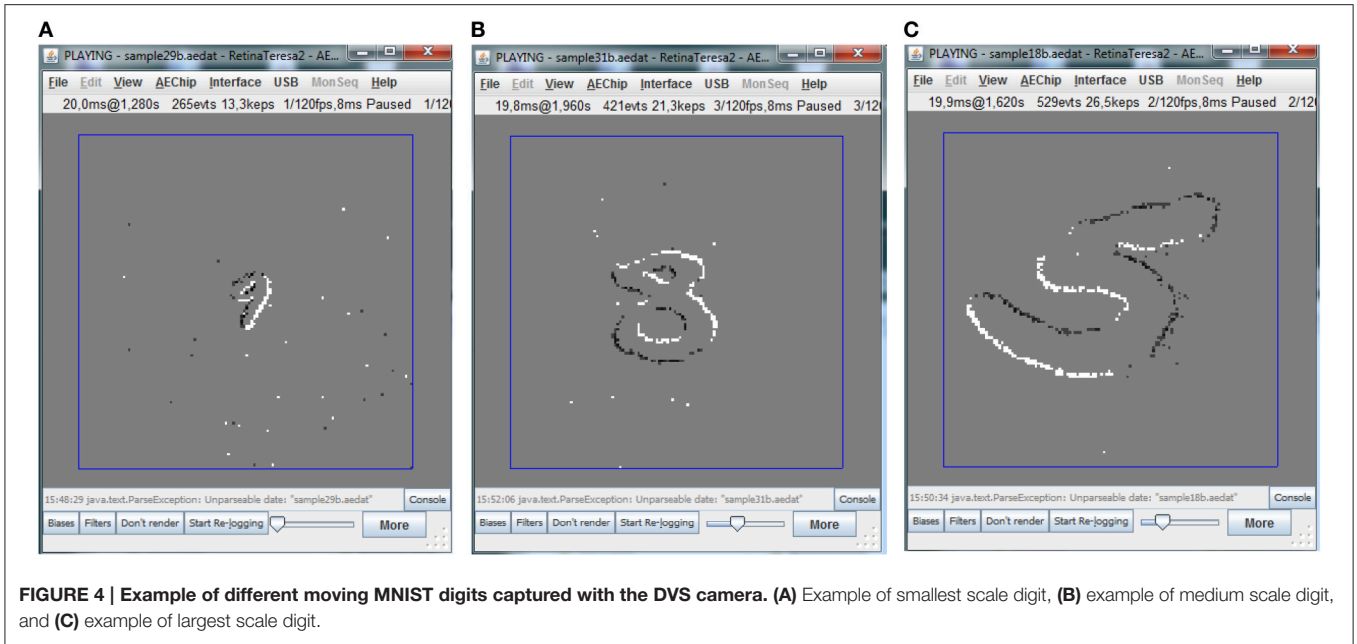 A
PLAYING - sample29b.aedat - RetinaTeresa2 - AE...
File Edit View AEChip Interface USB MonSeq Help
20,0ms@1,280s 265evts 13,3keps 1/120fps,8ms Paused 1/120
15:48:29 java.text.ParseException: Unparseable date: "sample29b.aedat" Console
Biases Filters Don't render Start Re-logging More
B
PLAYING - sample31b.aedat - RetinaTeresa2 - AE...
File Edit View AEChip Interface USB MonSeq Help
19,8ms@1,960s 421evts 21,3keps 3/120fps,8ms Paused 3/120
15:52:06 java.text.ParseException: Unparseable date: "sample31b.aedat" Console
Biases Filters Don't render Start Re-logging More
C
PLAYING - sample18b.aedat - RetinaTeresa2 - AE...
File Edit View AEChip Interface USB MonSeq Help
19,9ms@1,620s 529evts 26,5keps 2/120fps,8ms Paused 2/120
15:50:34 java.text.ParseException: Unparseable date: "sample18b.aedat" Console
Biases Filters Don't render Start Re-logging More
FIGURE 4 | Example of different moving MNIST digits captured with the DVS camera. (A) Example of smallest scale digit, (B) example of medium scale digit,
and (C) example of largest scale digit.